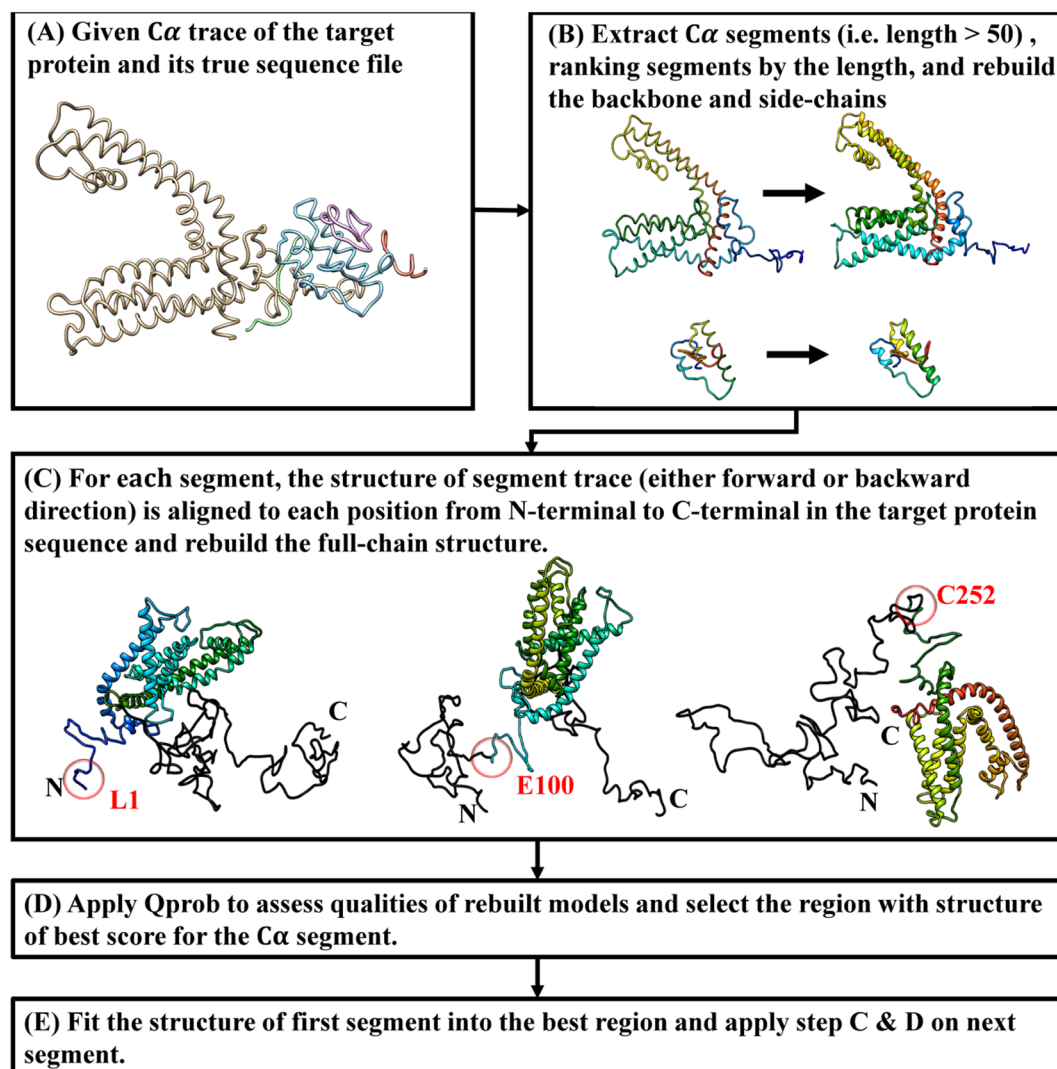 (A) Given Cα trace of the target
protein and its true sequence file
(B) Extract Cα segments (i.e. length > 50) ,
ranking segments by the length, and rebuild
the backbone and side-chains
(C) For each segment, the structure of segment trace (either forward or backward
direction) is aligned to each position from N-terminal to C-terminal in the target protein
sequence and rebuild the full-chain structure.
N
L1
C
N
E100
C
C252
C
N
(D) Apply Qprob to assess qualities of rebuilt models and select the region with structure
of best score for the Cα segment.
(E) Fit the structure of first segment into the best region and apply step C & D on next
segment.